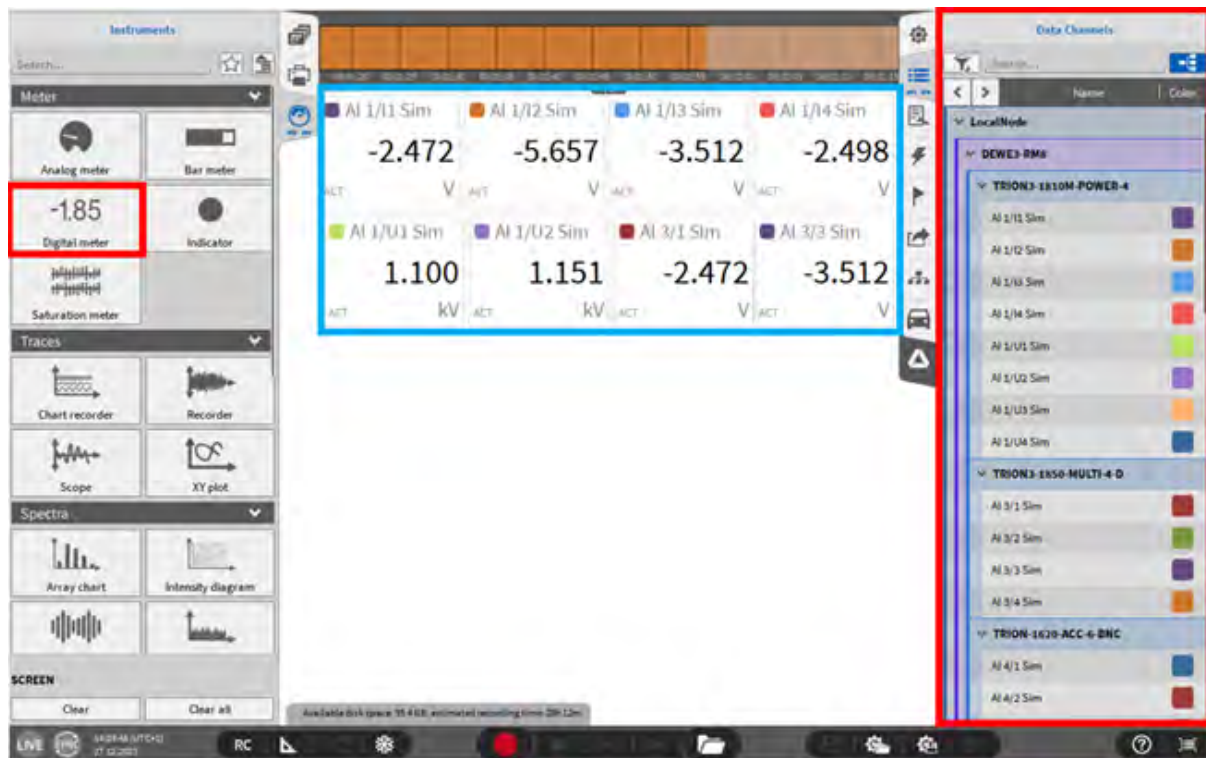 Instruments
Search...
Meter
Analog meter
Bar meter
-1.85
Digital meter
Indicator
Saturation meter
Traces
Chart recorder
Recorder
Scope
XY plot
Spectra
Array chart
Intensity diagram
SCREEN
Clear
Clear all
AI 1/I1 Sim
AI 1/I2 Sim
AI 1/I3 Sim
AI 1/I4 Sim
-2.472
-5.657
-3.512
-2.498
ACT V ACT V ACT V ACT V
AI 1/U1 Sim
AI 1/U2 Sim
AI 3/1 Sim
AI 3/3 Sim
1.100
1.151
-2.472
-3.512
ACT kV ACT kV ACT V ACT V
Data Channels
Search...
Name
Color
LocalNode
DEWE3-RM8
TRION3-1810M-POWER-4
AI 1/I1 Sim
AI 1/I2 Sim
AI 1/I3 Sim
AI 1/I4 Sim
AI 1/U1 Sim
AI 1/U2 Sim
AI 1/U3 Sim
AI 1/U4 Sim
TRION3-1850-MULTI-4-D
AI 3/1 Sim
AI 3/2 Sim
AI 3/3 Sim
AI 3/4 Sim
TRION-1620-ACC-6-BNC
AI 4/1 Sim
AI 4/2 Sim
Available disk space: GB, estimated recording time:
LIVE
RC